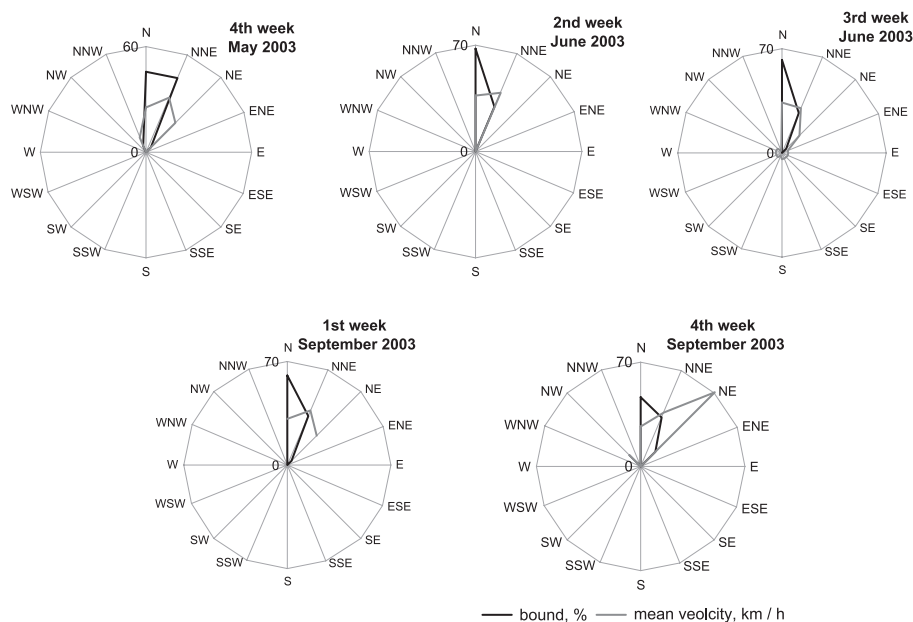 4th week
May 2003
N
60
NNE
NE
ENE
E
ESE
SE
SSE
S
SSW
SW
WSW
W
WNW
NW
NNW
0
2nd week
June 2003
N
70
NNE
NE
ENE
E
ESE
SE
SSE
S
SSW
SW
WSW
W
WNW
NW
NNW
0
3rd week
June 2003
N
70
NNE
NE
ENE
E
ESE
SE
SSE
S
SSW
SW
WSW
W
WNW
NW
NNW
0
1st week
September 2003
N
70
NNE
NE
ENE
E
ESE
SE
SSE
S
SSW
SW
WSW
W
WNW
NW
NNW
0
4th week
September 2003
N
70
NNE
NE
ENE
E
ESE
SE
SSE
S
SSW
SW
WSW
W
WNW
NW
NNW
0
bound, % mean veolcity, km / h